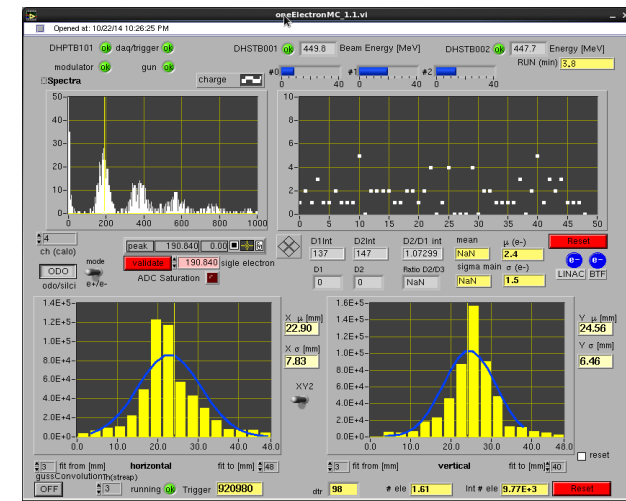 oneElectronMC_1.1.vi
Opened at: 10/22/14 10:26:25 PM
DHPTB101 ok daq/trigger ok DHSTB001 ok 449.8 Beam Energy [MeV] DHSTB002 ok 447.7 Energy [MeV]
modulator ok gun ok #0 #1 #2 RUN (min) 3.8
Spectra charge 0 40 0 40 0 40
50- 10-
40- 8-
30- 6-
20- 4-
10- 2-
0- 0-
0 200 400 600 800 1000 0 5 10 15 20 25 30 35 40 45 50
4 D1Int D2Int D2/D1 int mean μ (e-) Reset
ch (calo) peak 190.840 0.00 137 147 1.07299 NaN 2.4 e- e-
ODO mode validate 190.840 sigle electron D1 D2 Ratio D2/D3 sigma main σ (e-) LINAC BTF
odo/silci e+/e- ADC Saturation 0 0 NaN NaN 1.5
1.4E+5- 1.6E+5-
1.2E+5- 1.4E+5-
1.0E+5- 1.2E+5-
8.0E+4- 1.0E+5-
6.0E+4- 8.0E+4-
4.0E+4- 6.0E+4-
2.0E+4- 4.0E+4-
0.0E+0- 2.0E+4-
0.0E+0-
0.0 10.0 20.0 30.0 40.0 48.0 0.0 10.0 20.0 30.0 40.0 48.0
X μ [mm]
22.90
X σ [mm]
7.83
XY2
Y μ [mm]
24.56
Y σ [mm]
6.46
reset
3 fit from [mm] horizontal fit to [mm] 48 3 fit from [mm] vertical fit to [mm] 40
gussConvolutionTh(streap)
OFF 3 running ok Trigger 920980 dtr 98 # ele 1.61 Int # ele 9.77E+3 Reset